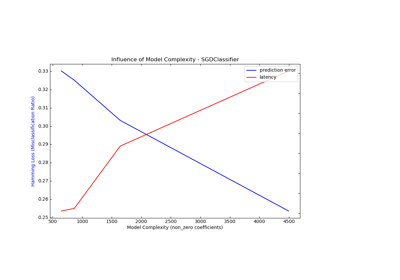 Influence of Model Complexity - SGDClassifier
prediction error
latency
Hamming Loss (Misclassification Ratio)
0.33
0.32
0.31
0.30
0.29
0.28
0.27
0.26
0.25
500 1000 1500 2000 2500 3000 3500 4000 4500
Model Complexity (non_zero coefficients)